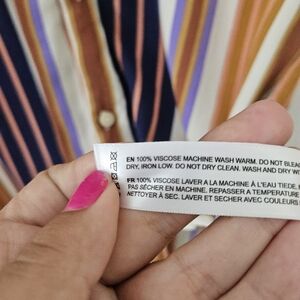 EN 100% VISCOSE MACHINE WASH WARM. DO NOT BLEA
DRY, IRON LOW. DO NOT DRY CLEAN. WASH AND DRY WI
FR 100% VISCOSE LAVER A LA MACHINE À L'EAU TIÈDE,
PAS SÉCHER EN MACHINE. REPASSER A TEMPERATURE
NETTOYER À SEC. LAVER ET SECHER AVEC COULEURS